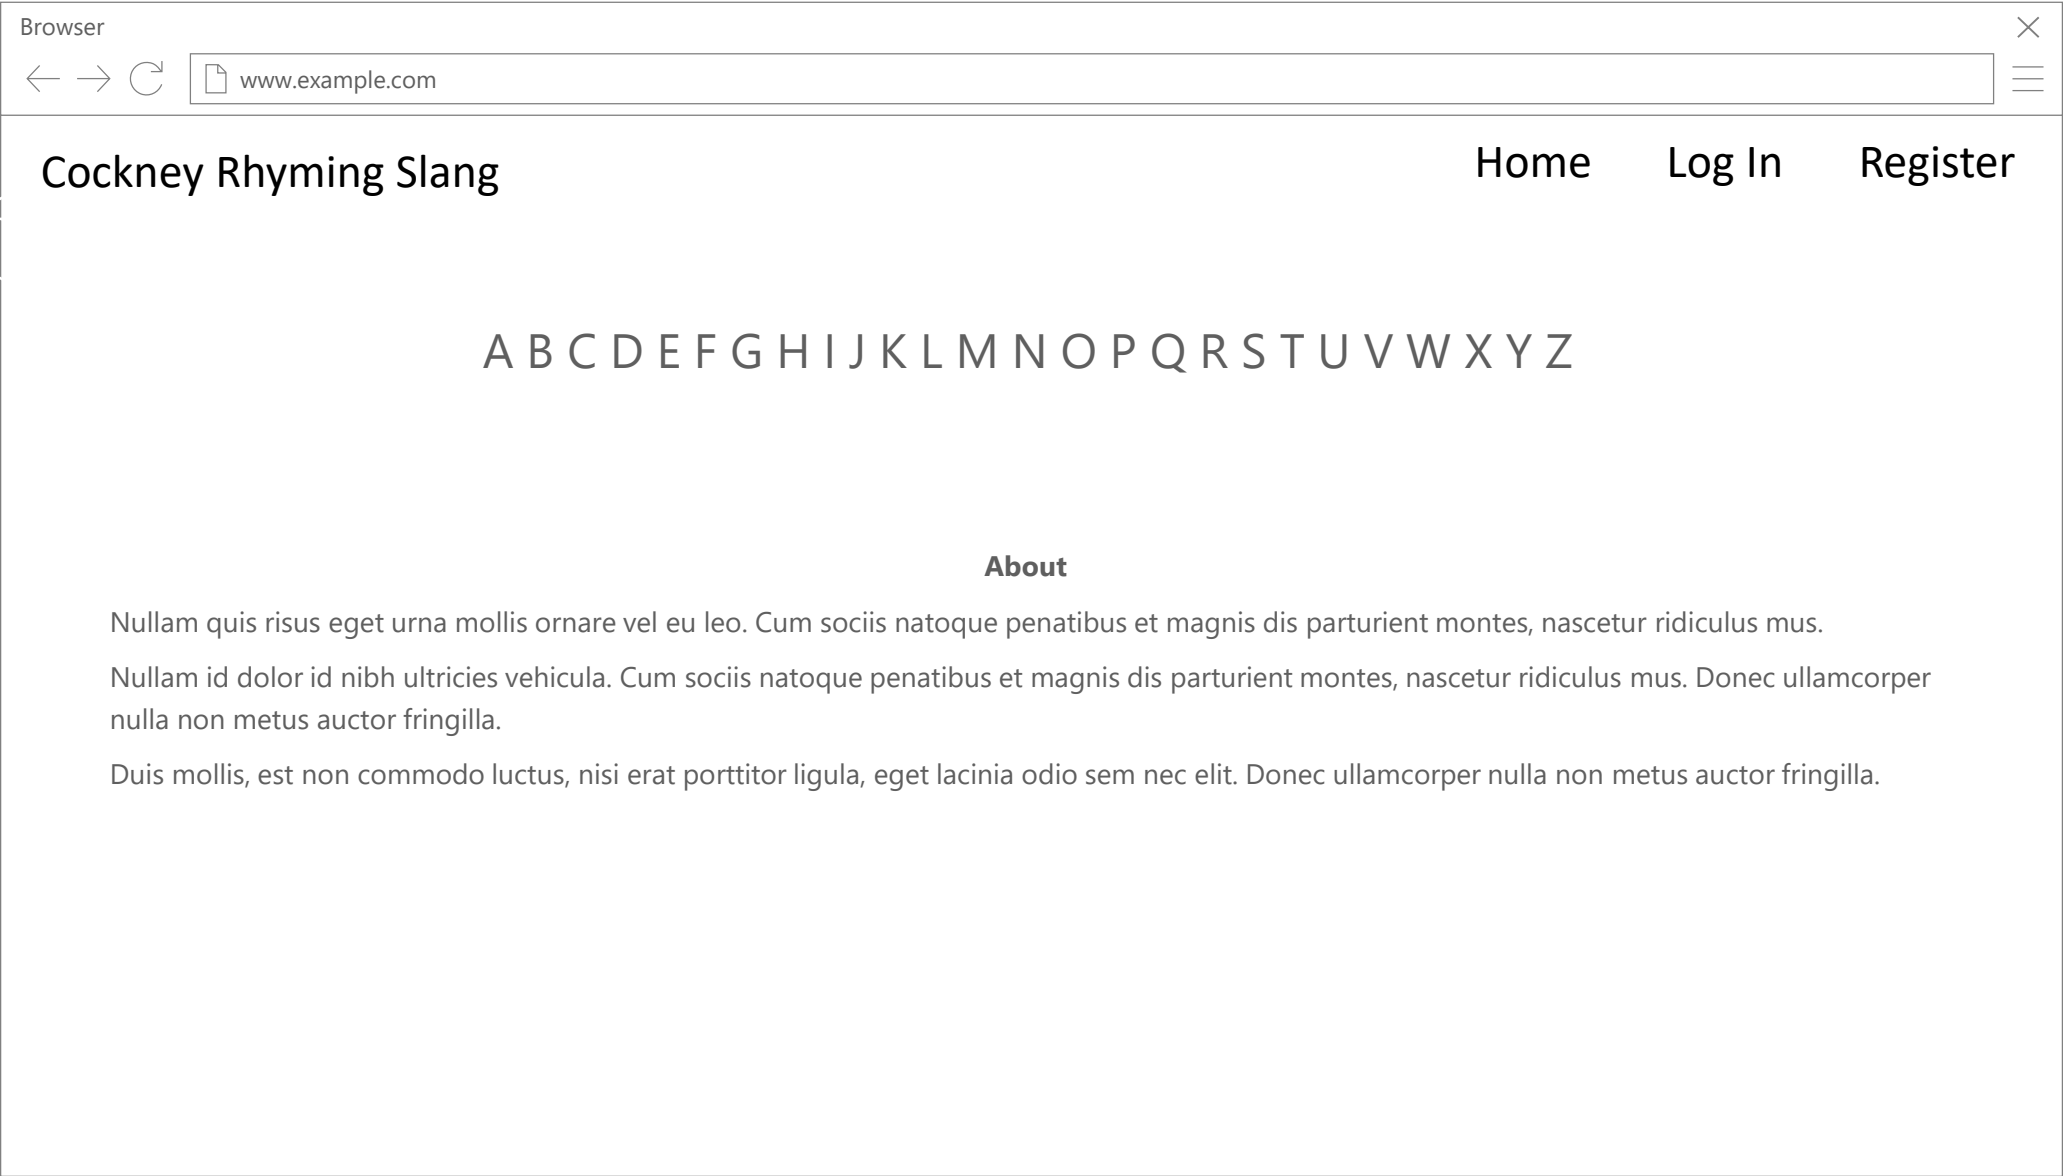 Browser
www.example.com
Cockney Rhyming Slang
Home Log In Register
A B C D E F G H I J K L M N O P Q R S T U V W X Y Z
About
Nullam quis risus eget urna mollis ornare vel eu leo. Cum sociis natoque penatibus et magnis dis parturient montes, nascetur ridiculus mus.
Nullam id dolor id nibh ultricies vehicula. Cum sociis natoque penatibus et magnis dis parturient montes, nascetur ridiculus mus. Donec ullamcorper
nulla non metus auctor fringilla.
Duis mollis, est non commodo luctus, nisi erat porttitor ligula, eget lacinia odio sem nec elit. Donec ullamcorper nulla non metus auctor fringilla.